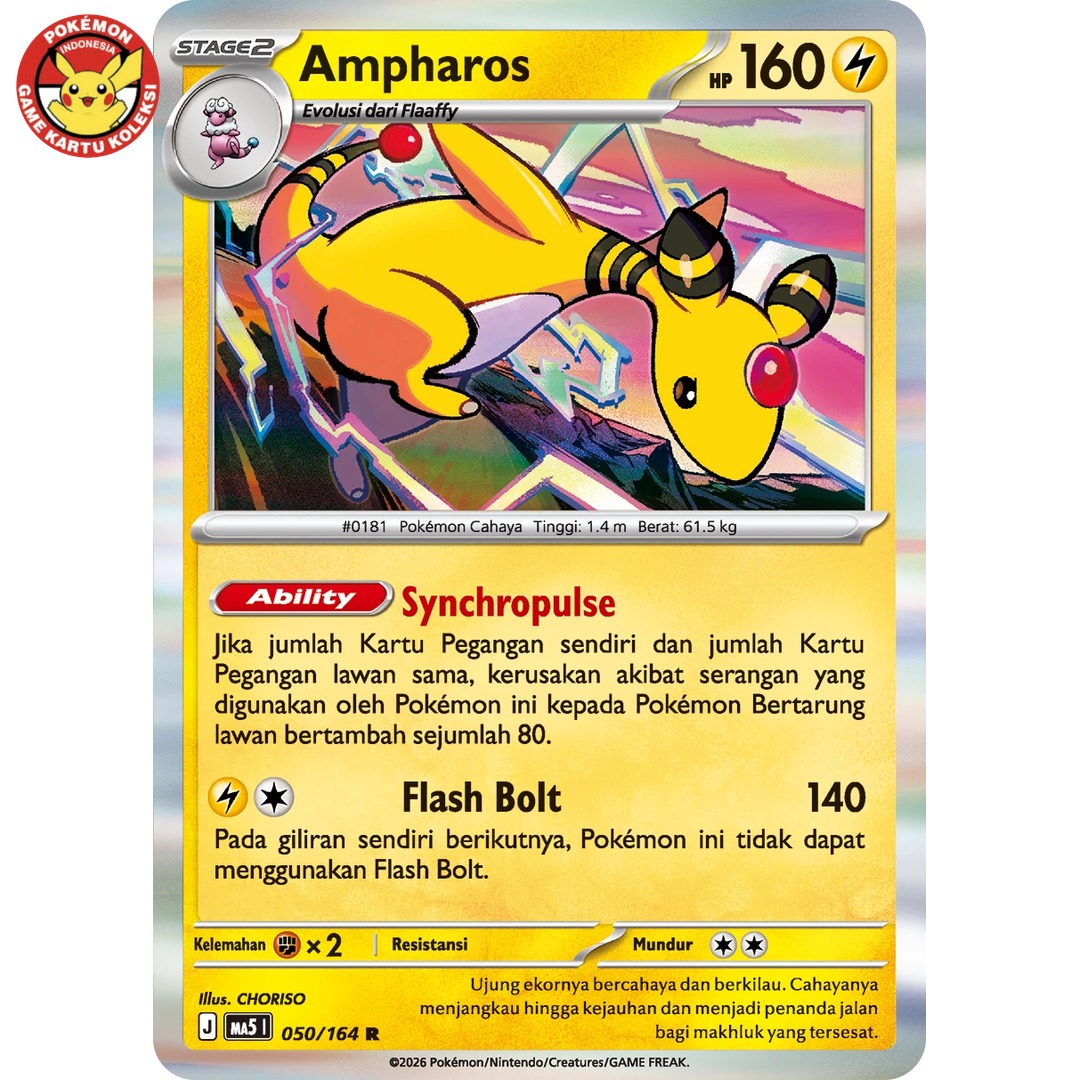 POKÉMON
INDONESIA
GAME KARTU KOLEKSI
STAGE2
Ampharos
HP 160
Evolusi dari Flaaffy
#0181 Pokémon Cahaya Tinggi: 1.4 m Berat: 61.5 kg
Ability Synchropulse
Jika jumlah Kartu Pegangan sendiri dan jumlah Kartu
Pegangan lawan sama, kerusakan akibat serangan yang
digunakan oleh Pokémon ini kepada Pokémon Bertarung
lawan bertambah sejumlah 80.
Flash Bolt 140
Pada giliran sendiri berikutnya, Pokémon ini tidak dapat
menggunakan Flash Bolt.
Kelemahan ×2 Resistansi Mundur
Ujung ekornya bercahaya dan berkilau. Cahayanya
menjangkau hingga kejauhan dan menjadi penanda jalan
bagi makhluk yang tersesat.
Illus. CHORISO
J MA5 I 050/164 R
©2026 Pokémon/Nintendo/Creatures/GAME FREAK.